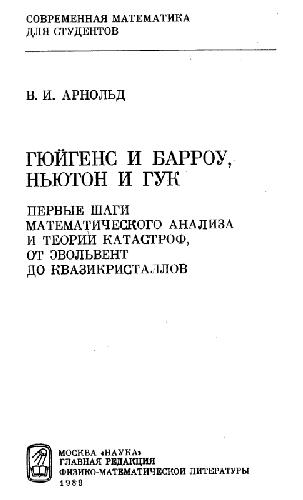 СОВРЕМЕННАЯ МАТЕМАТИКА
ДЛЯ СТУДЕНТОВ
В. И. АРНОЛЬД
ГЮЙГЕНС И БАРРОУ,
НЬЮТОН И ГУК
ПЕРВЫЕ ШАГИ
МАТЕМАТИЧЕСКОГО АНАЛИЗА
И ТЕОРИИ КАТАСТРОФ,
ОТ ЭВОЛЬВЕНТ
ДО КВАЗИКРИСТАЛЛОВ
МОСКВА «НАУКА»
ГЛАВНАЯ РЕДАКЦИЯ
ФИЗИКО-МАТЕМАТИЧЕСКОЙ ЛИТЕРАТУРЫ
1989